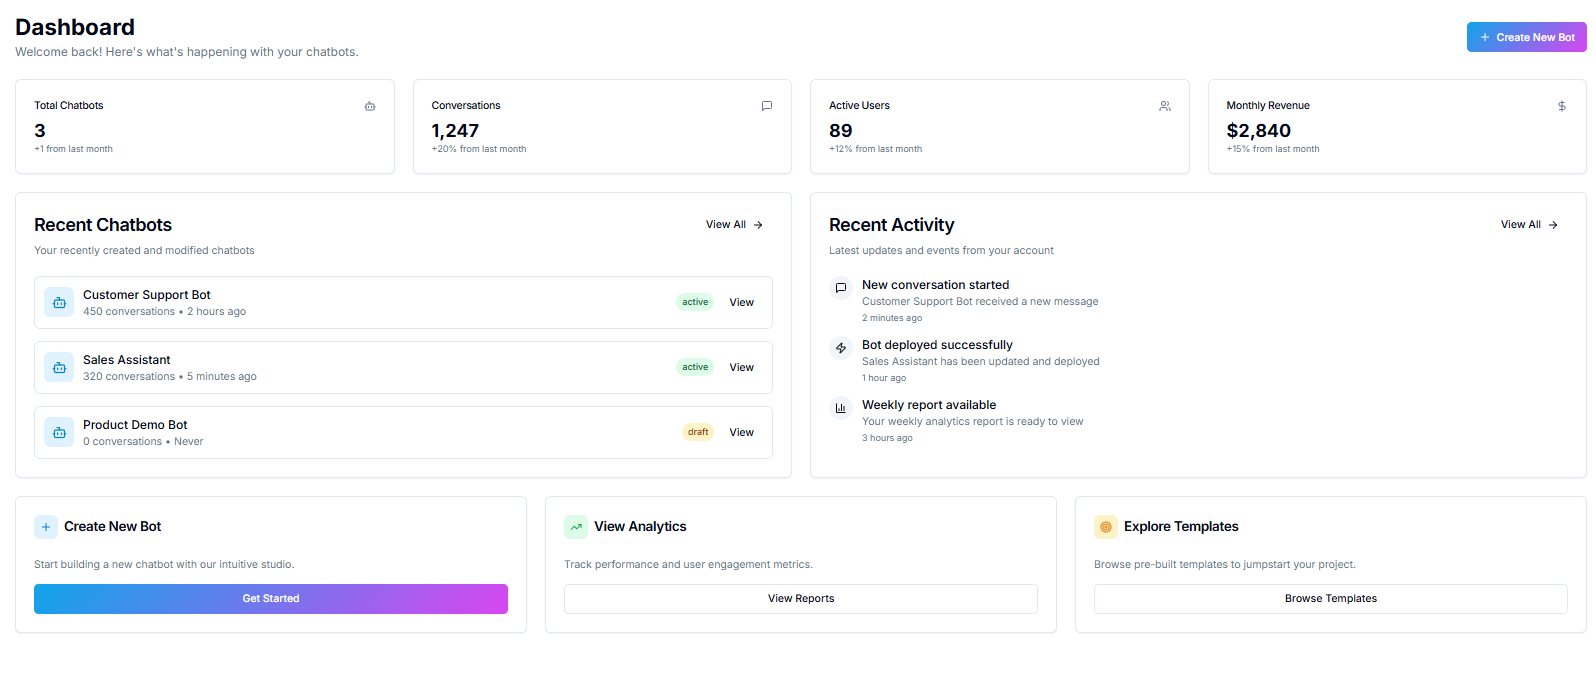 Dashboard
Welcome back! Here's what's happening with your chatbots.
Create New Bot
Total Chatbots
3
+1 from last month
Conversations
1,247
+20% from last month
Active Users
89
+12% from last month
Monthly Revenue
$2,840
+15% from last month
Recent Chatbots
View All
Your recently created and modified chatbots
Customer Support Bot
450 conversations • 2 hours ago
active
View
Sales Assistant
320 conversations • 5 minutes ago
active
View
Product Demo Bot
0 conversations • Never
draft
View
Recent Activity
View All
Latest updates and events from your account
New conversation started
Customer Support Bot received a new message
2 minutes ago
Bot deployed successfully
Sales Assistant has been updated and deployed
1 hour ago
Weekly report available
Your weekly analytics report is ready to view
3 hours ago
Create New Bot
Start building a new chatbot with our intuitive studio.
Get Started
View Analytics
Track performance and user engagement metrics.
View Reports
Explore Templates
Browse pre-built templates to jumpstart your project.
Browse Templates